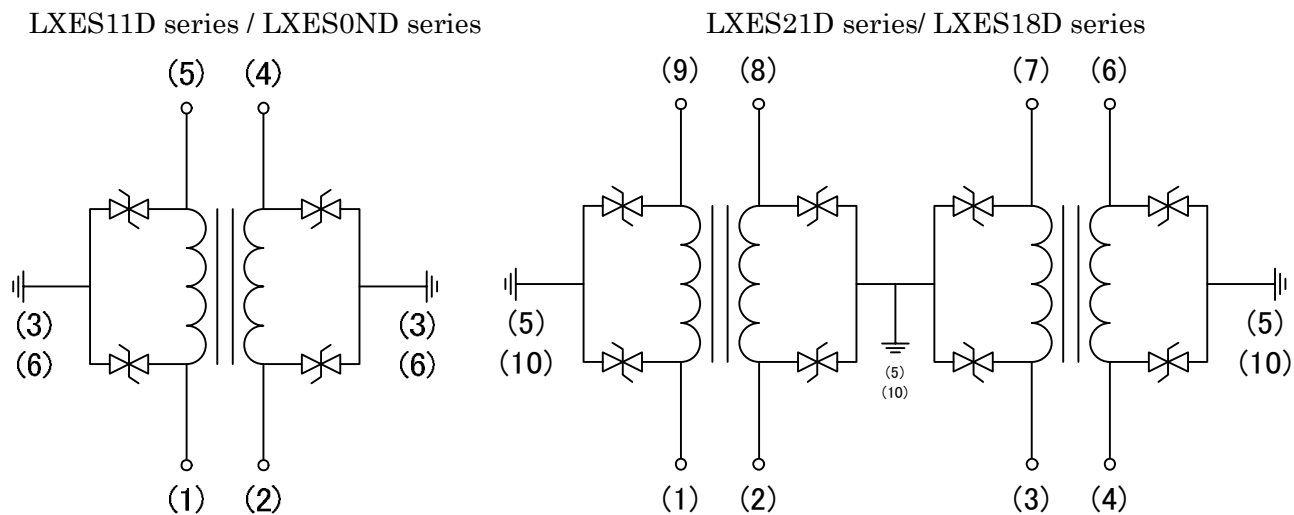 LXES11D series / LXES0ND series
(5) (4)
(3) (3)
(6) (6)
(1) (2)
LXES21D series/ LXES18D series
(9) (8) (7) (6)
(5) (5) (5)
(10) (10) (10)
(1) (2) (3) (4)